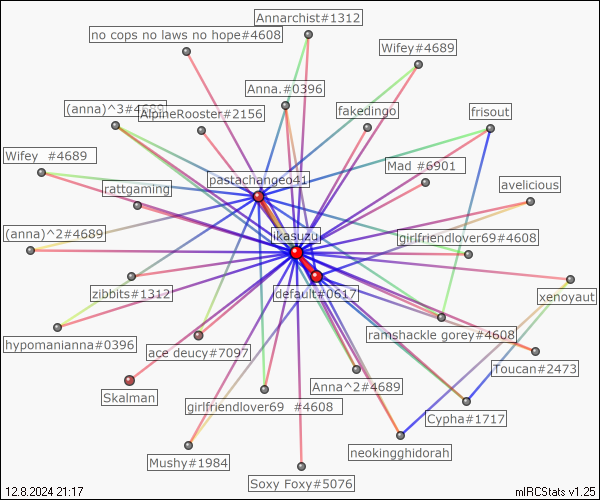 Annarchist#1312
no cops no laws no hope#4608
Wifey#4689
Anna.#0396
(anna)^3#4689
AlpineRooster#2156
fakedingo
frisout
Wifey  #4689
Mad #6901
pastachangeo41
rattgaming
avelicious
(anna)^2#4689
ikasuzu
girlfriendlover69#4608
zibbits#1312
default#0617
xenoyaut
hypomanianna#0396
ace deucy#7097
ramshackle gorey#4608
Toucan#2473
Skalman
Anna^2#4689
girlfriendlover69  #4608
Cypha#1717
Mushy#1984
neokingghidorah
Soxy Foxy#5076
12.8.2024 21:17
mIRCStats v1.25